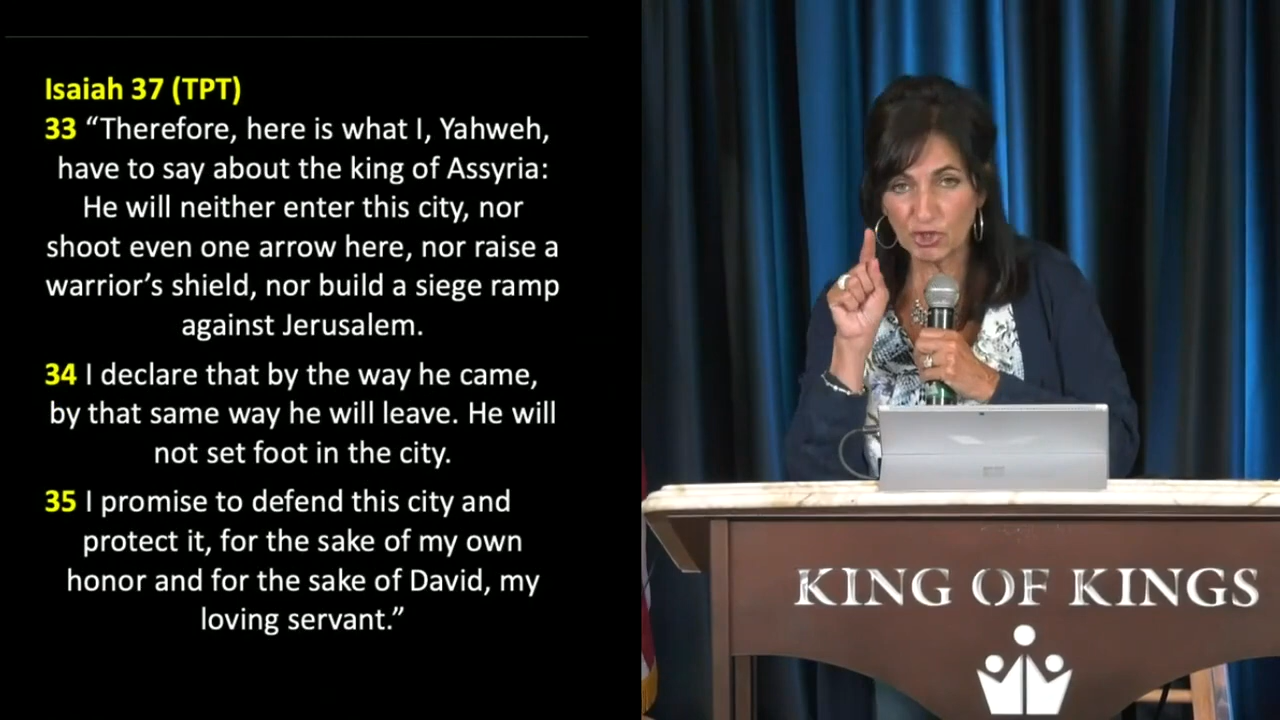 Isaiah 37 (TPT)
33 “Therefore, here is what I, Yahweh,
have to say about the king of Assyria:
He will neither enter this city, nor
shoot even one arrow here, nor raise a
warrior’s shield, nor build a siege ramp
against Jerusalem.
34 I declare that by the way he came,
by that same way he will leave. He will
not set foot in the city.
35 I promise to defend this city and
protect it, for the sake of my own
honor and for the sake of David, my
loving servant.”
KING OF KINGS